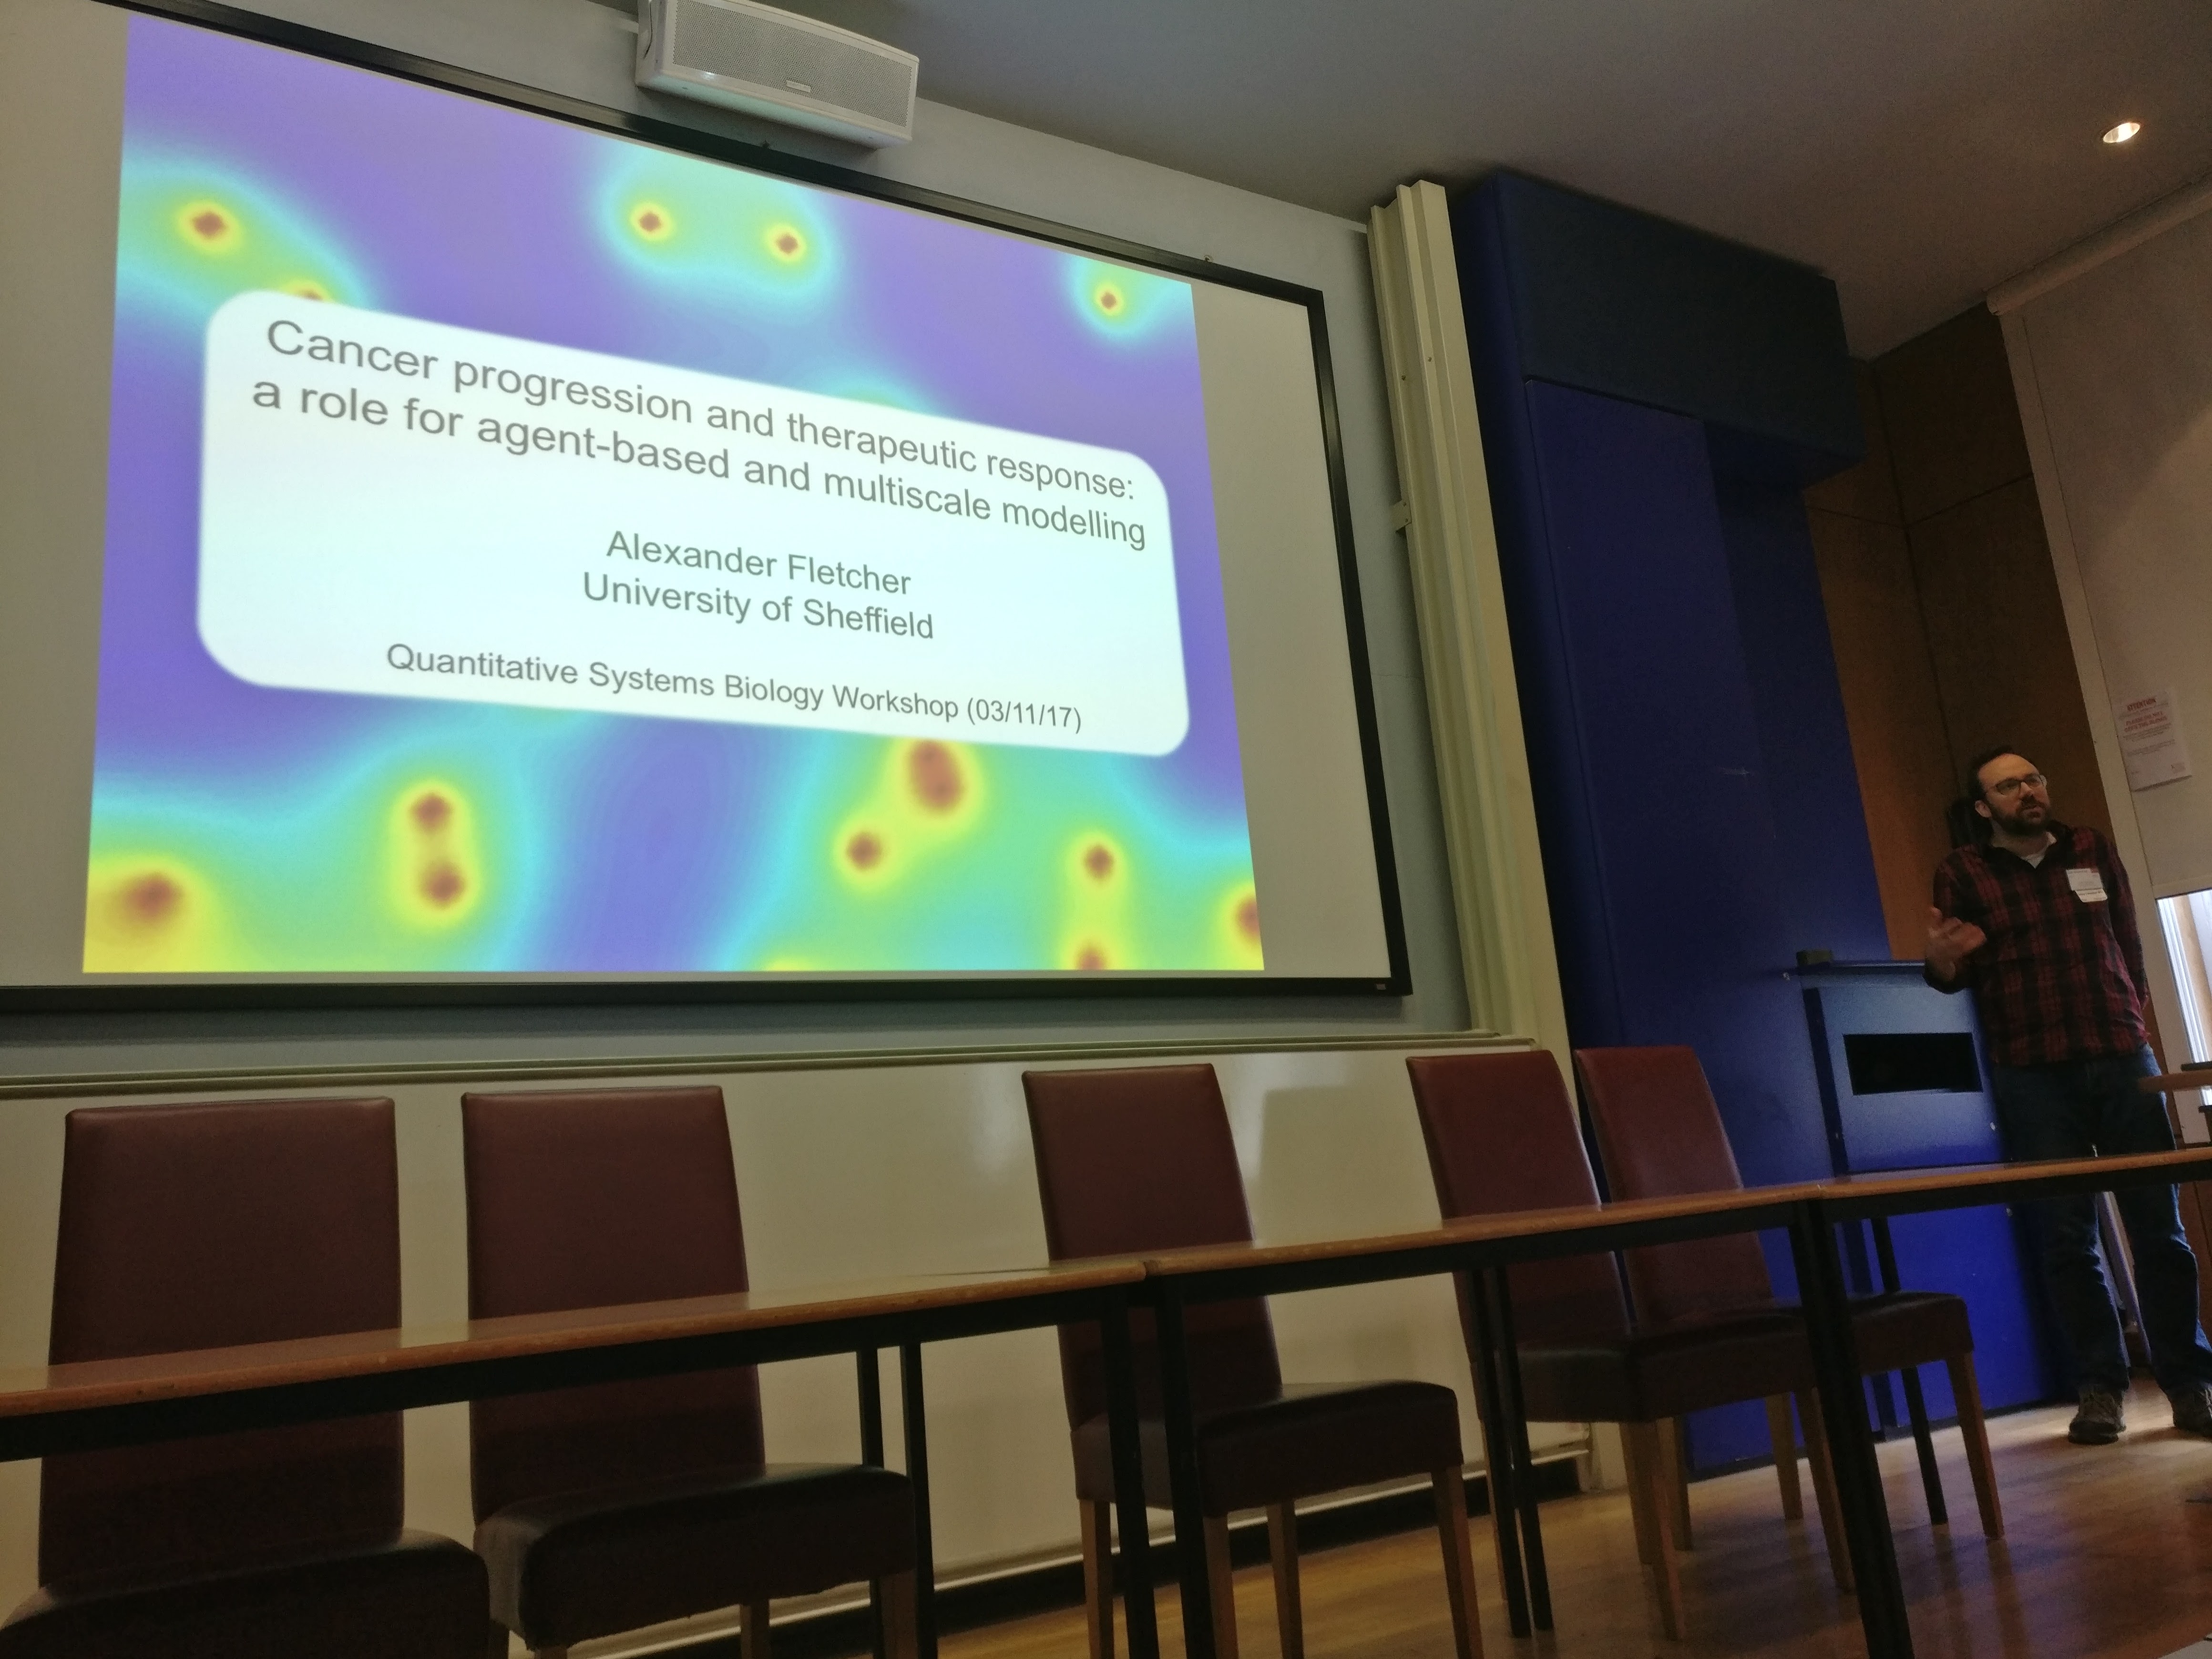 Cancer progression and therapeutic response:
a role for agent-based and multiscale modelling
Alexander Fletcher
University of Sheffield
Quantitative Systems Biology Workshop (03/11/17)
ATTENTION